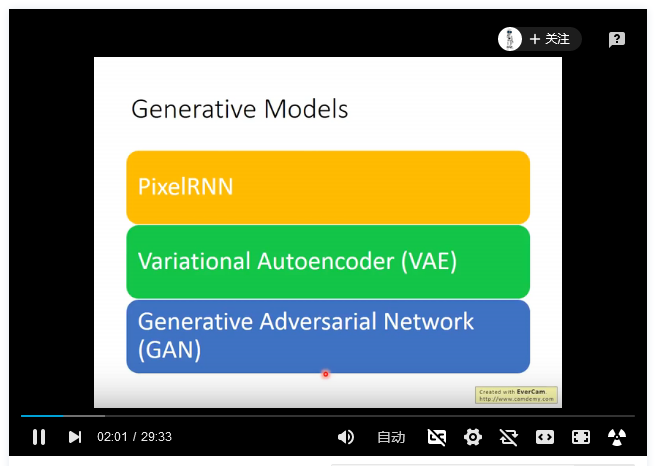 + 关注
?
Generative Models
PixelRNN
Variational Autoencoder (VAE)
Generative Adversarial Network
(GAN)
Created with EverCam.
http://www.camdemy.com
02:01 / 29:33
自动